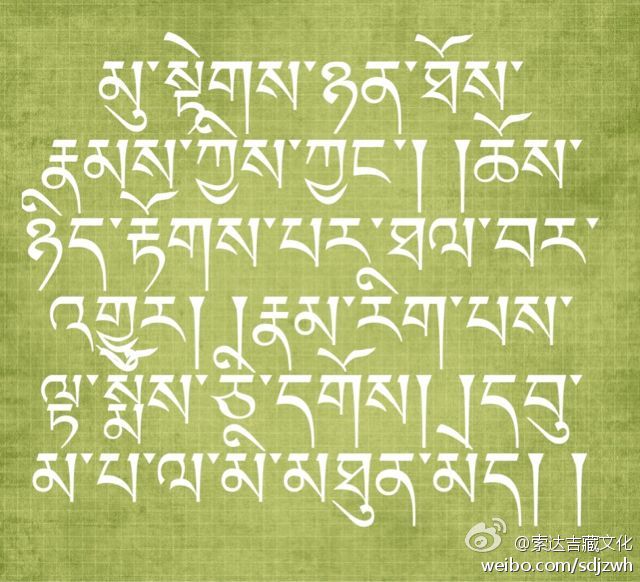 མུ་སྟེགས་ཉན་ཐོས་
རྣམས་ཀྱིས་ཀྱང་། །ཆོས་
ཉིད་རྟོགས་པར་ཐལ་བར་
འགྱུར། །རྣམ་རིག་པས་
ལྟ་སྨོས་ཅི་དགོས། །དབུ་
མ་པ་ལ་མི་མཐུན་མེད། །
@索达吉藏文化
weibo.com/sdjzwh